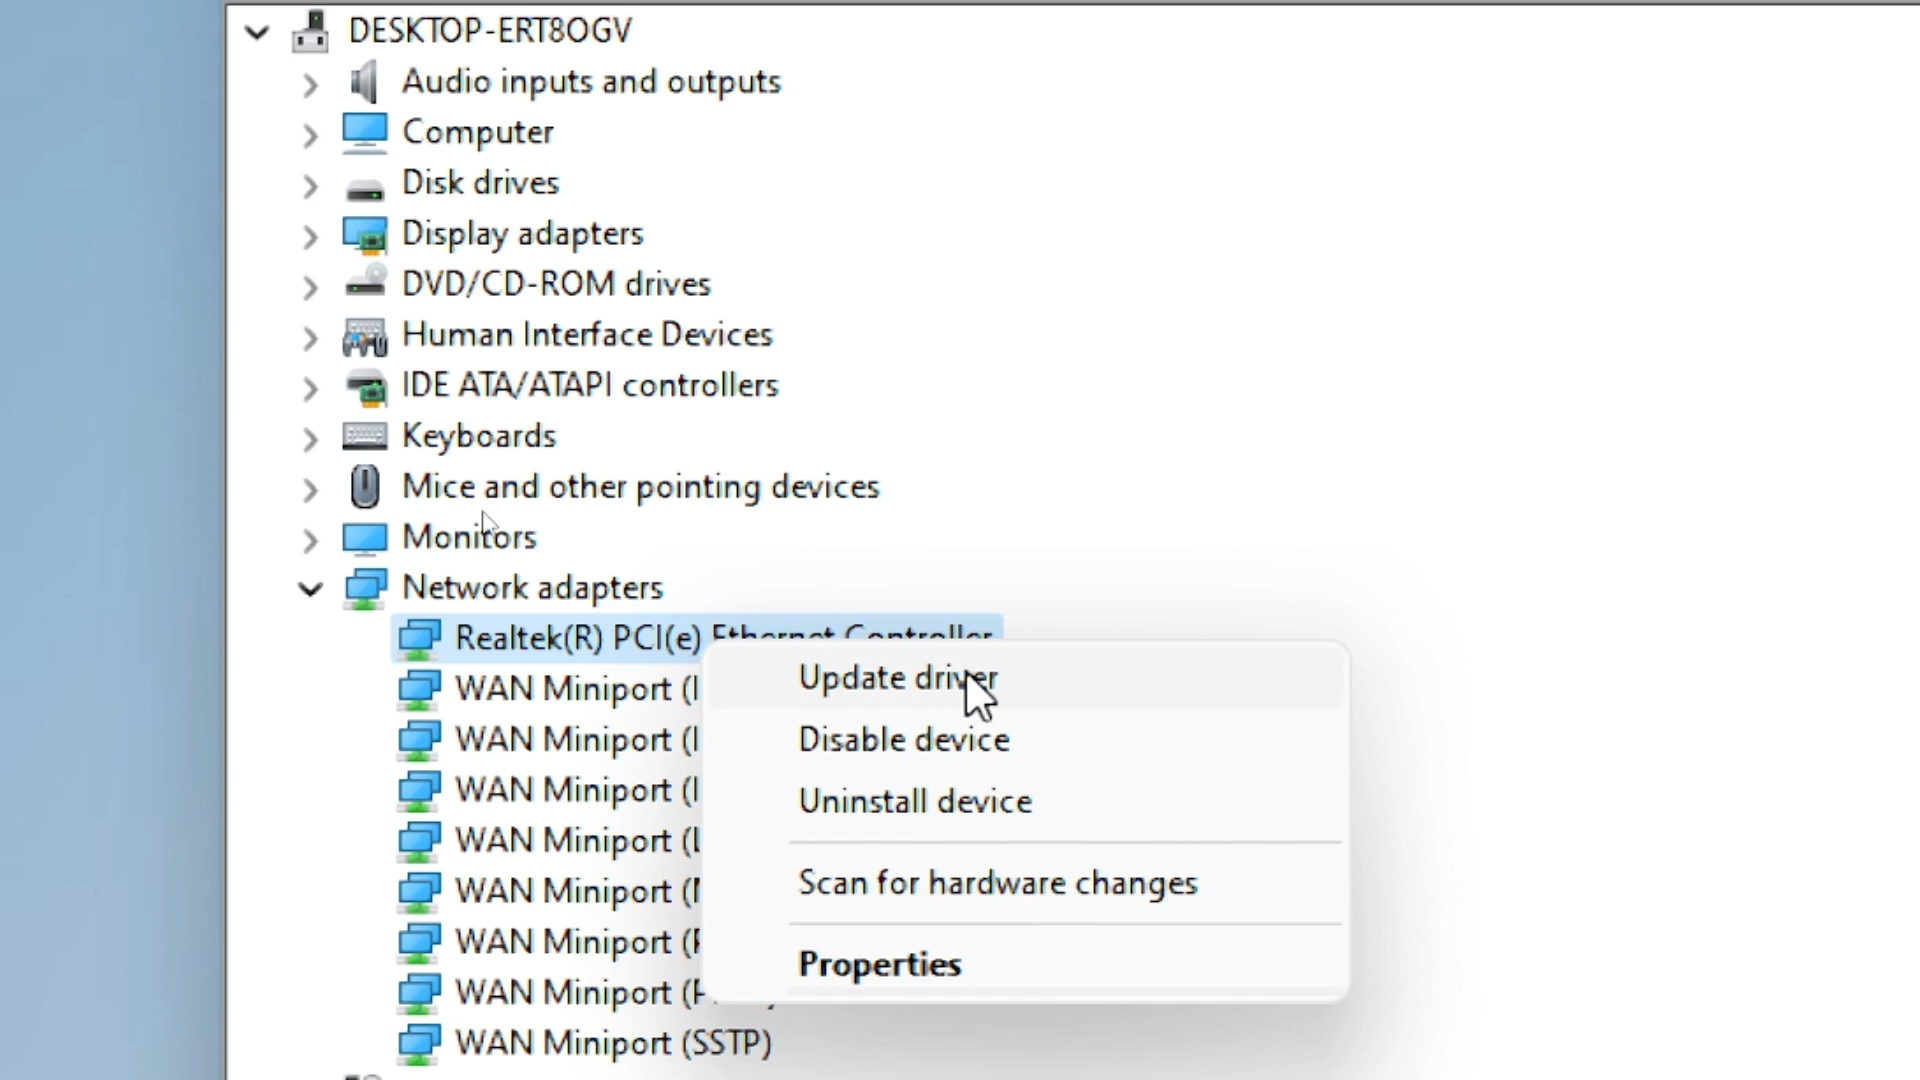 DESKTOP-ERT8OGV
Audio inputs and outputs
Computer
Disk drives
Display adapters
DVD/CD-ROM drives
Human Interface Devices
IDE ATA/ATAPI controllers
Keyboards
Mice and other pointing devices
Monitors
Network adapters
Realtek(R) PCI(e) Ethernet Controller
Update driver
WAN Miniport (I
Disable device
WAN Miniport (I
Uninstall device
WAN Miniport (I
WAN Miniport (
Scan for hardware changes
WAN Miniport (
WAN Miniport (
Properties
WAN Miniport (P
WAN Miniport (SSTP)